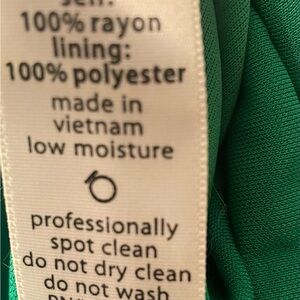 self:
100% rayon
lining:
100% polyester
made in
vietnam
low moisture
professionally
spot clean
do not dry clean
do not wash